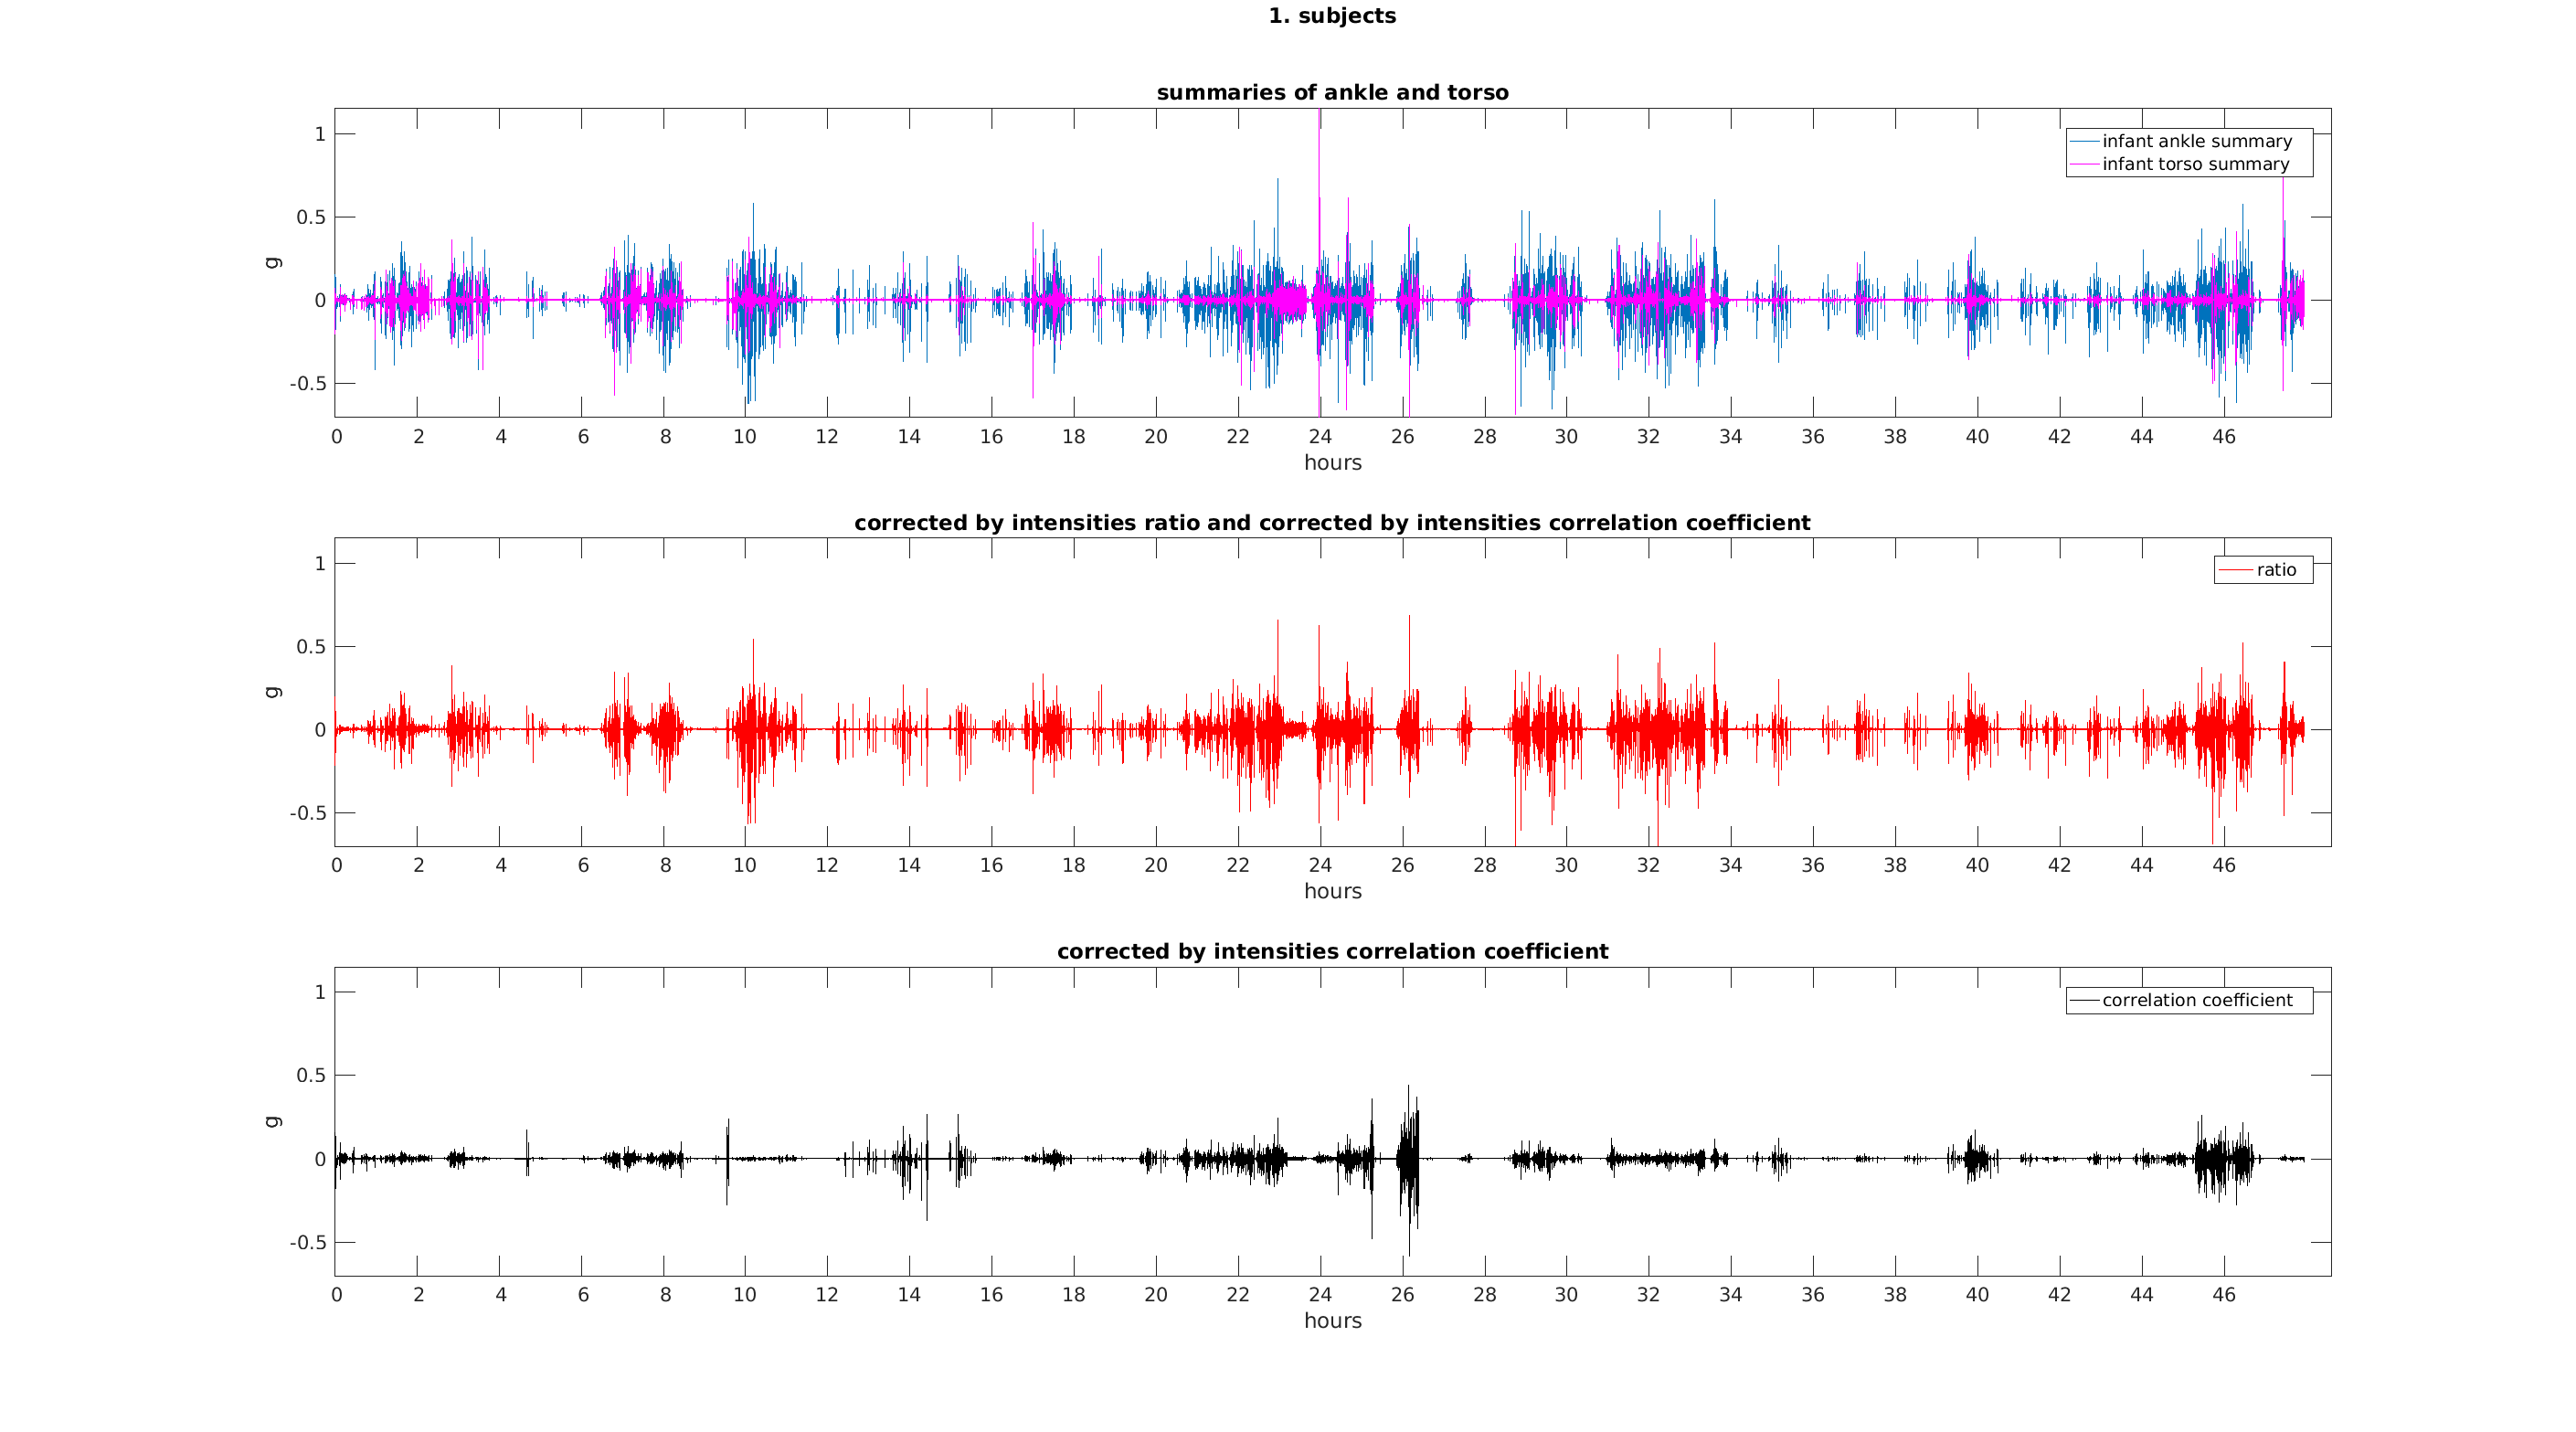 1. subjects
summaries of ankle and torso
infant ankle summary
infant torso summary
1
0.5
0
-0.5
g
0 2 4 6 8 10 12 14 16 18 20 22 24 26 28 30 32 34 36 38 40 42 44 46
hours
corrected by intensities ratio and corrected by intensities correlation coefficient
ratio
1
0.5
0
-0.5
g
0 2 4 6 8 10 12 14 16 18 20 22 24 26 28 30 32 34 36 38 40 42 44 46
hours
corrected by intensities correlation coefficient
correlation coefficient
1
0.5
0
-0.5
g
0 2 4 6 8 10 12 14 16 18 20 22 24 26 28 30 32 34 36 38 40 42 44 46
hours